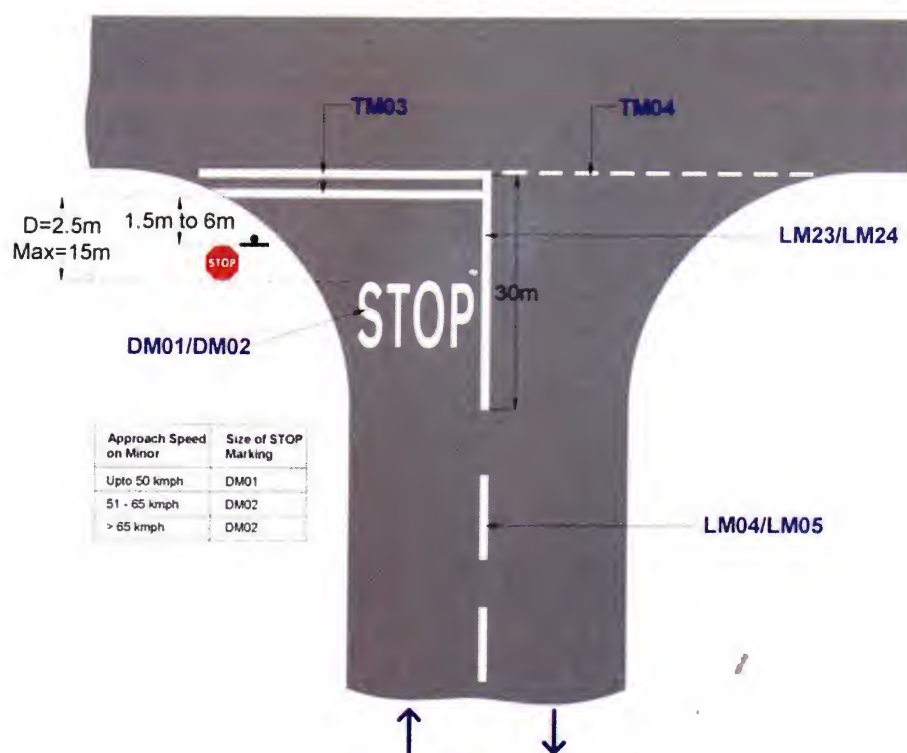 TM03
TM04
D=2.5m
Max=15m
1.5m to 6m
STOP
LM23/LM24
30m
STOP
DM01/DM02
Approach Speed on Minor
Size of STOP Marking
Upto 50 kmph
DM01
51 - 65 kmph
DM02
> 65 kmph
DM02
LM04/LM05